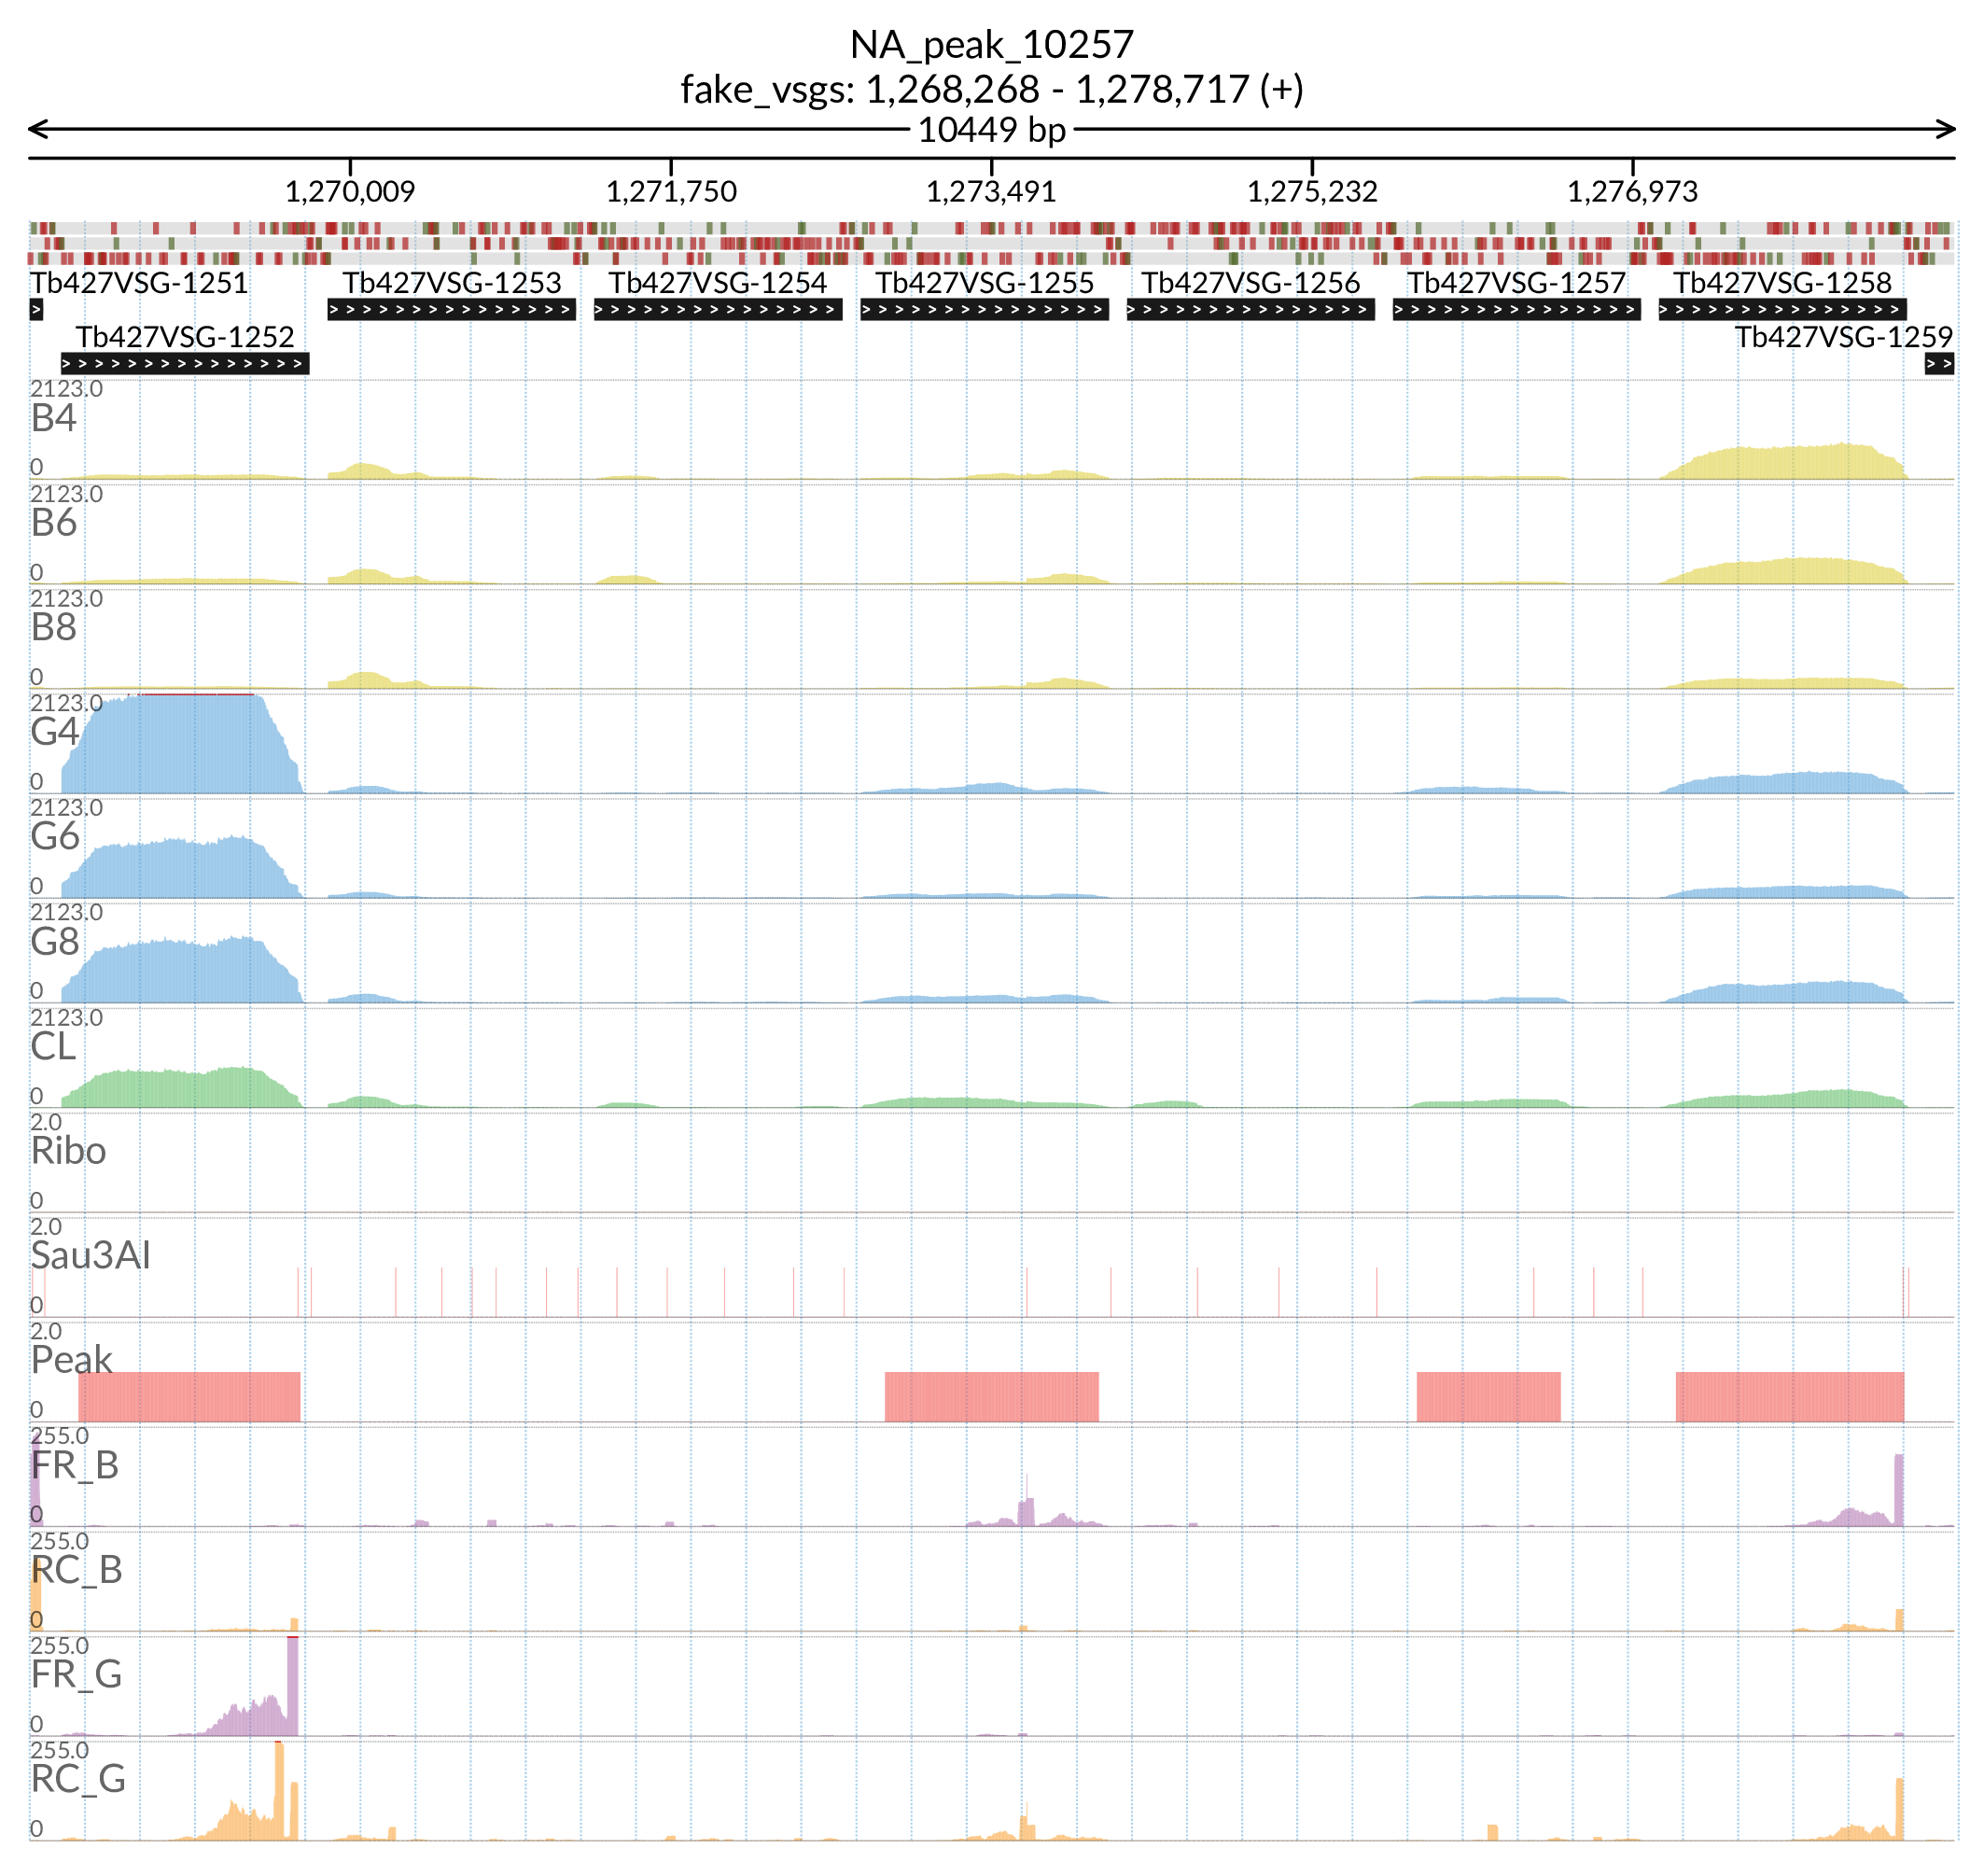 NA_peak_10257
fake_vsgs: 1,268,268 - 1,278,717 (+)
10449 bp
1,270,009 1,271,750 1,273,491 1,275,232 1,276,973
Tb427VSG-1251 Tb427VSG-1253 Tb427VSG-1254 Tb427VSG-1255 Tb427VSG-1256 Tb427VSG-1257 Tb427VSG-1258
Tb427VSG-1252 Tb427VSG-1259
2123.0
B4
0
2123.0
B6
0
2123.0
B8
0
2123.0
G4
0
2123.0
G6
0
2123.0
G8
0
2123.0
CL
0
2.0
Ribo
0
2.0
Sau3AI
0
2.0
Peak
0
255.0
FR_B
0
255.0
RC_B
0
255.0
FR_G
0
255.0
RC_G
0